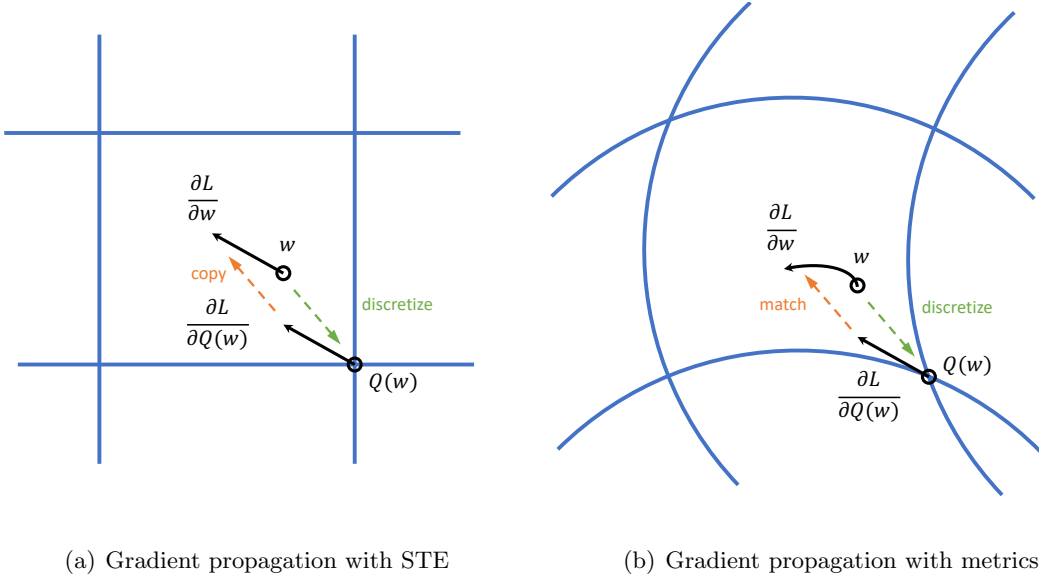 ∂L
∂w
w
copy
∂L
∂Q(w)
discretize
Q(w)
∂L
∂w
w
match
discretize
Q(w)
∂L
∂Q(w)
(a) Gradient propagation with STE
(b) Gradient propagation with metrics